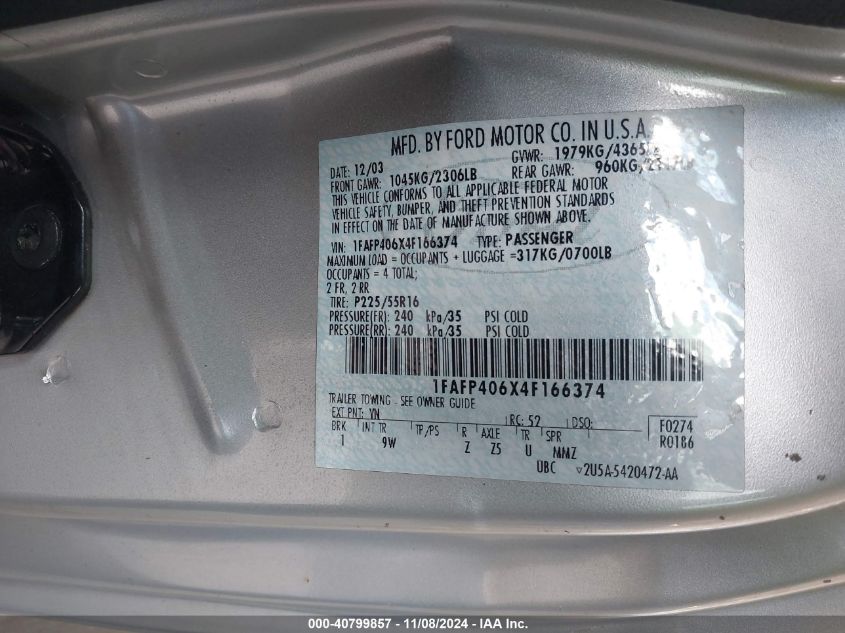 MFD. BY FORD MOTOR CO. IN U.S.A.
DATE: 12/03 GVWR: 1979KG/4365
FRONT GAWR: 1045KG/2306LB REAR GAWR: 960KG/
THIS VEHICLE CONFORMS TO ALL APPLICABLE FEDERAL MOTOR
VEHICLE SAFETY, BUMPER, AND THEFT PREVENTION STANDARDS
IN EFFECT ON THE DATE OF MANUFACTURE SHOWN ABOVE.
VIN: 1FAFP406X4F166374 TYPE: PASSENGER
MAXIMUM LOAD = OCCUPANTS + LUGGAGE =317KG/0700LB
OCCUPANTS = 4 TOTAL;
2 FR, 2 RR
TIRE: P225/55R16
PRESSURE(FR): 240 kPa/35 PSI COLD
PRESSURE(RR): 240 kPa/35 PSI COLD
1FAFP406X4F166374
TRAILER TOWING - SEE OWNER GUIDE
EXT PNT: YN RC: 52 DSO: F0274
BRK INT TR TP/PS R AXLE TR SPR R0186
1 9W Z Z5 U MMZ
UBC ▽2U5A-5420472-AA
000-40799857 - 11/08/2024 - IAA Inc.